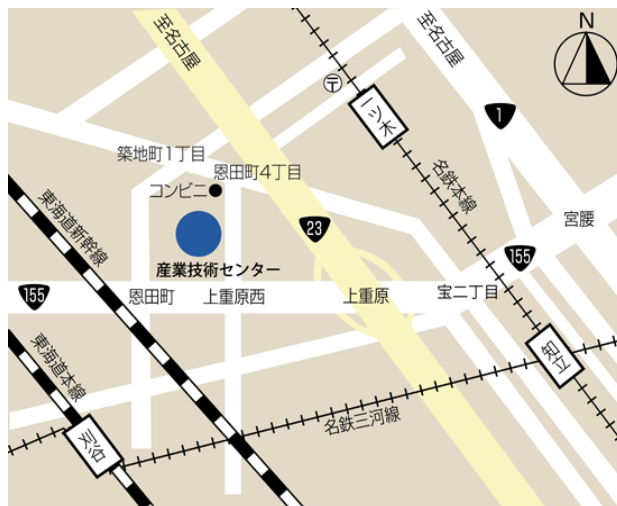 N
至名古屋
至名古屋
〒
一ツ木
1
築地町1丁目
恩田町4丁目
名鉄本線
コンビニ
東海道新幹線
23
宮腰
155
産業技術センター
155
恩田町
上重原西
上重原
宝二丁目
東海道本線
知立
名鉄三河線
刈谷